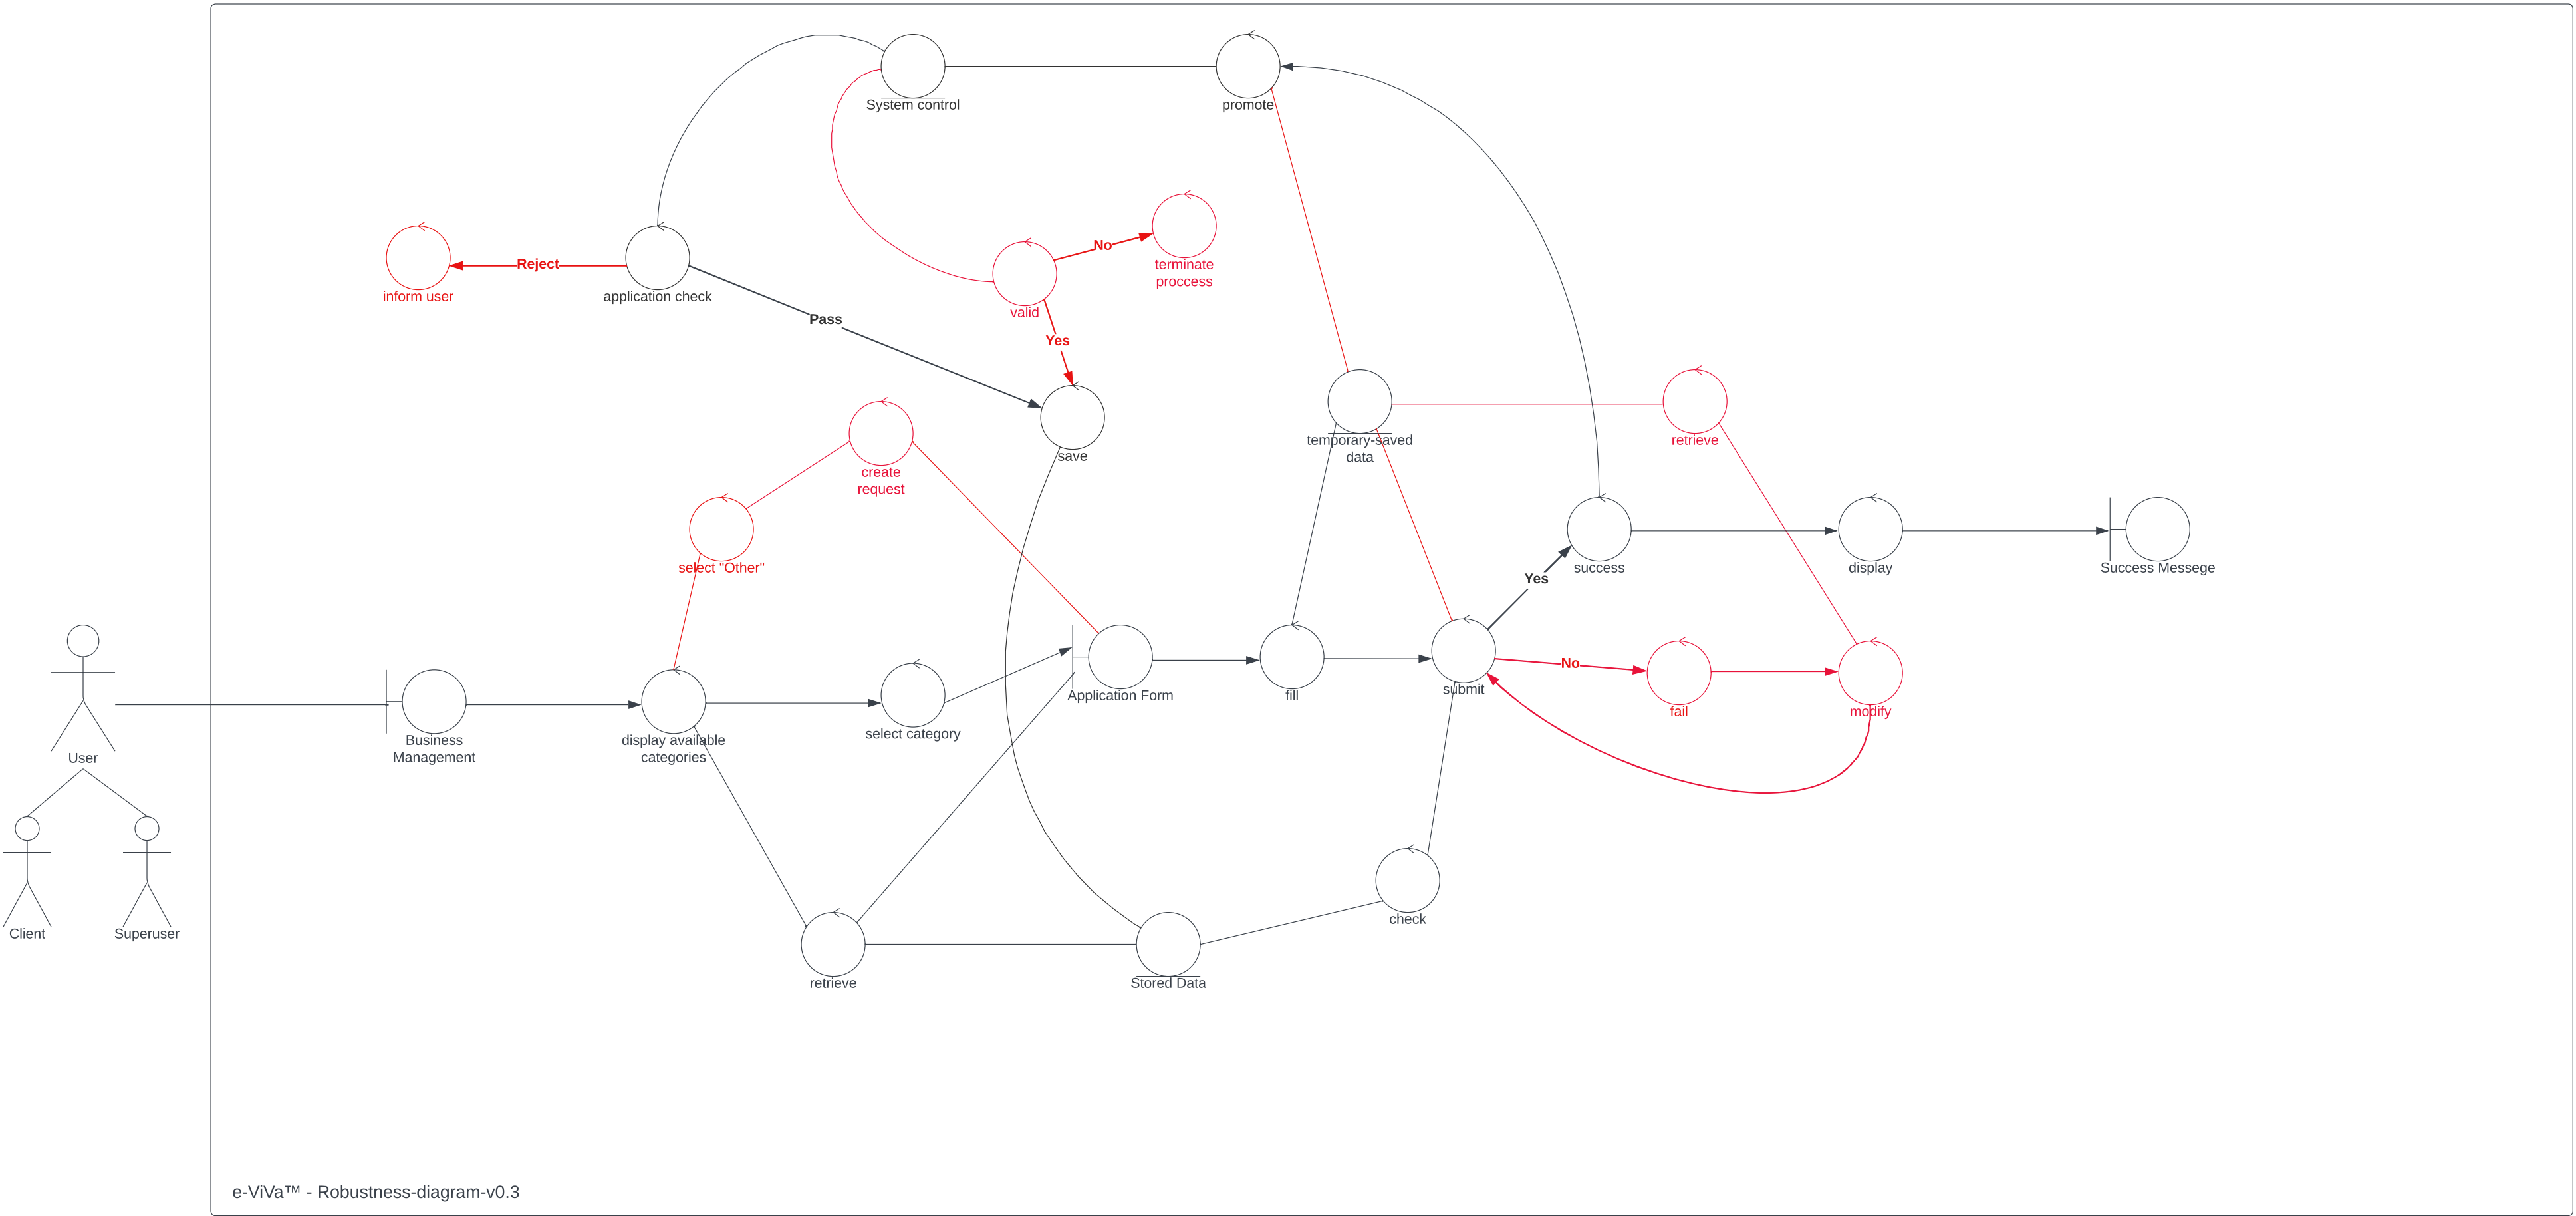 System control
promote
No
Reject
terminate
proccess
inform user
application check
valid
Pass
Yes
temporary-saved
data
retrieve
save
create
request
select "Other"
success
display
Success Messege
Yes
No
Application Form
fill
submit
fail
modify
select category
Business
Management
display available
categories
User
check
Client
Superuser
retrieve
Stored Data
e-ViVa™ - Robustness-diagram-v0.3